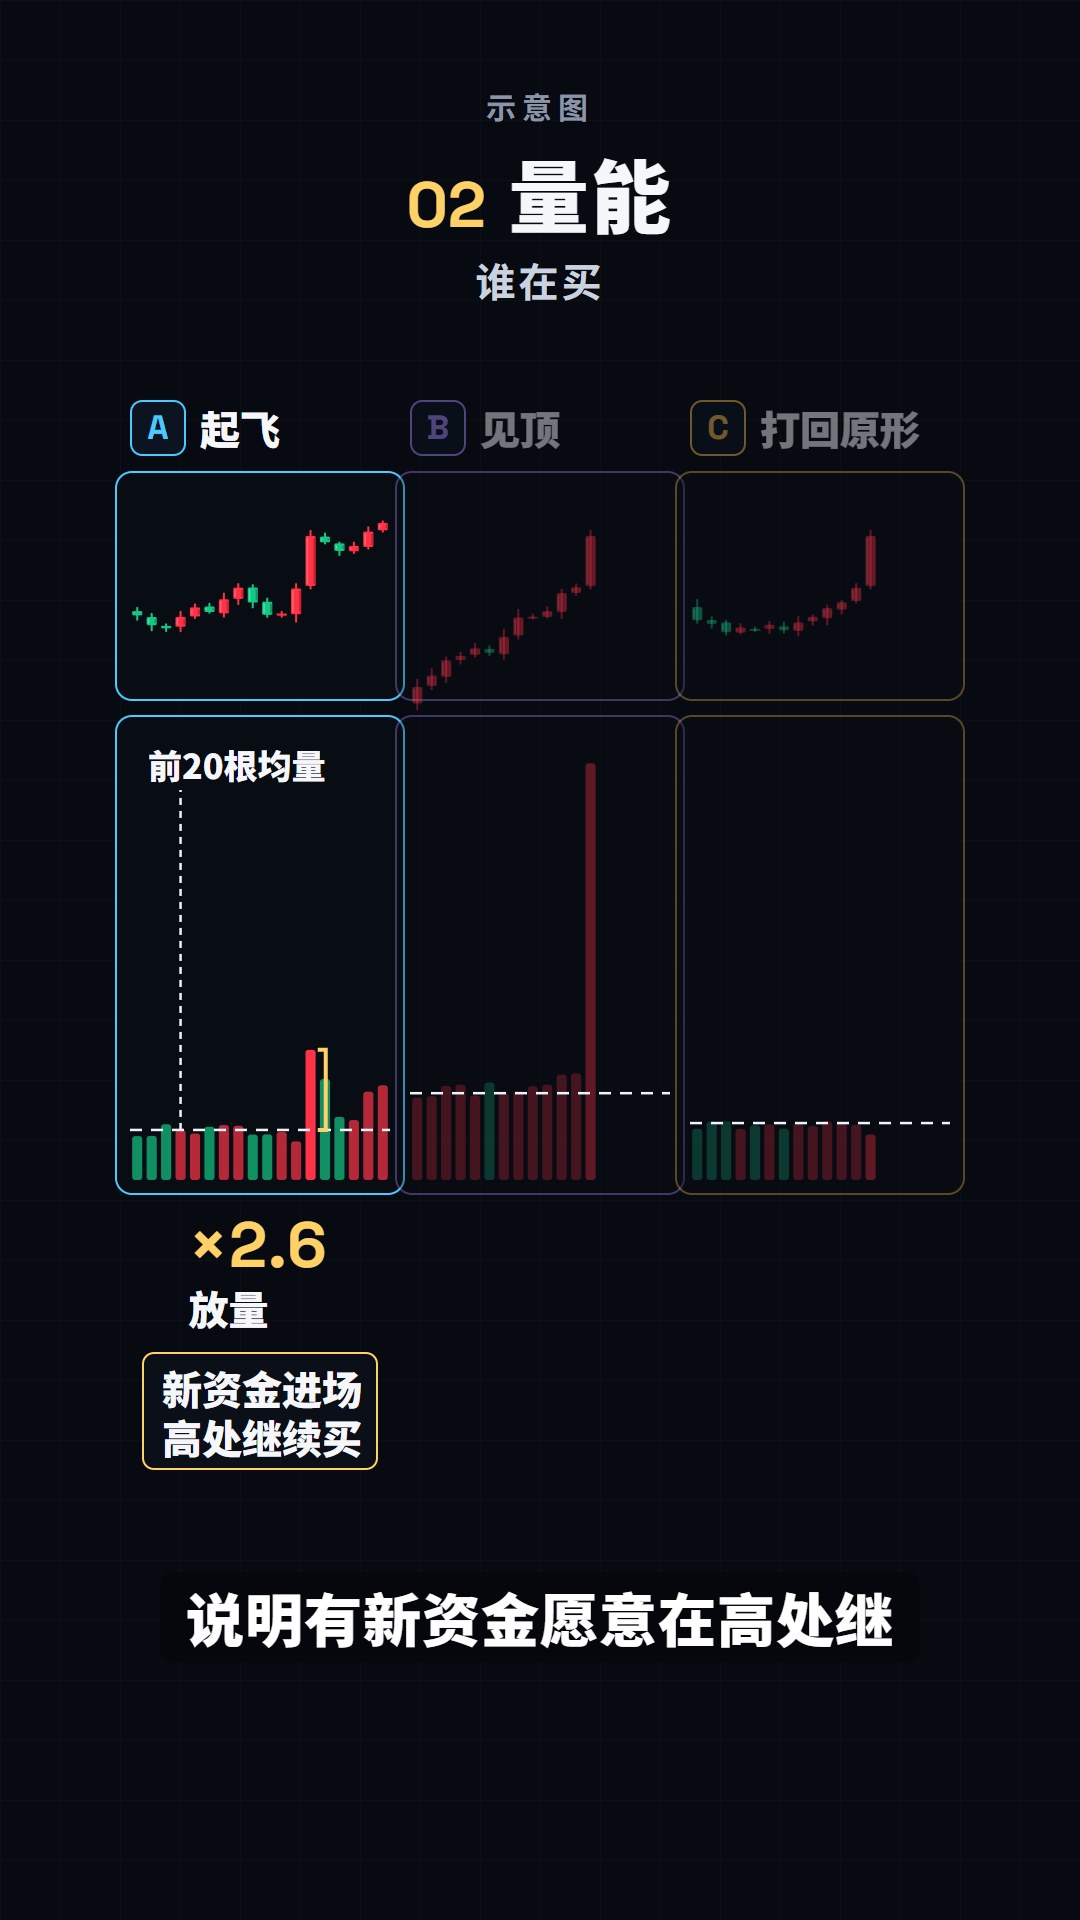 示意图
02 量能
谁在买
A 起飞
B 见顶
C 打回原形
前20根均量
×2.6
放量
新资金进场
高处继续买
说明有新资金愿意在高处继